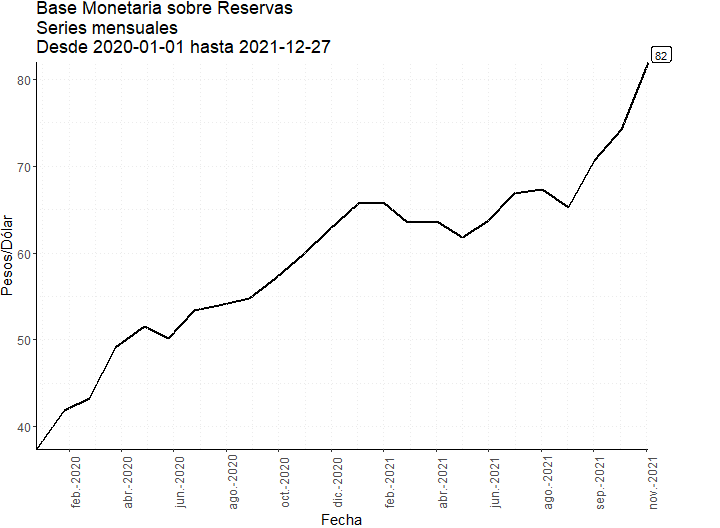 Base Monetaria sobre Reservas
Series mensuales
Desde 2020-01-01 hasta 2021-12-27
82
80
70
60
50
40
Pesos/Dólar
feb.-2020
abr.-2020
jun.-2020
ago.-2020
oct.-2020
dic.-2020
feb.-2021
abr.-2021
jun.-2021
ago.-2021
sep.-2021
nov.-2021
Fecha